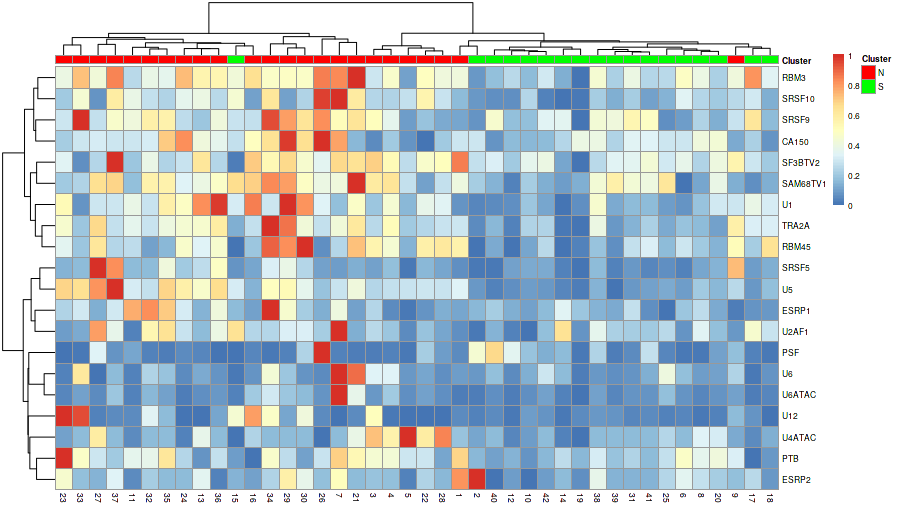 Cluster
RBM3
SRSF10
SRSF9
CA150
SF3BTV2
SAM68TV1
U1
TRA2A
RBM45
SRSF5
U5
ESRP1
U2AF1
PSF
U6
U6ATAC
U12
U4ATAC
PTB
ESRP2
23 33 27 37 11 32 35 24 13 36 15 16 34 29 30 26 7 21 3 4 5 22 28 1 2 40 12 10 42 14 19 38 39 31 41 25 6 8 20 9 17 18
1
0.8
0.6
0.4
0.2
0
Cluster
N
S